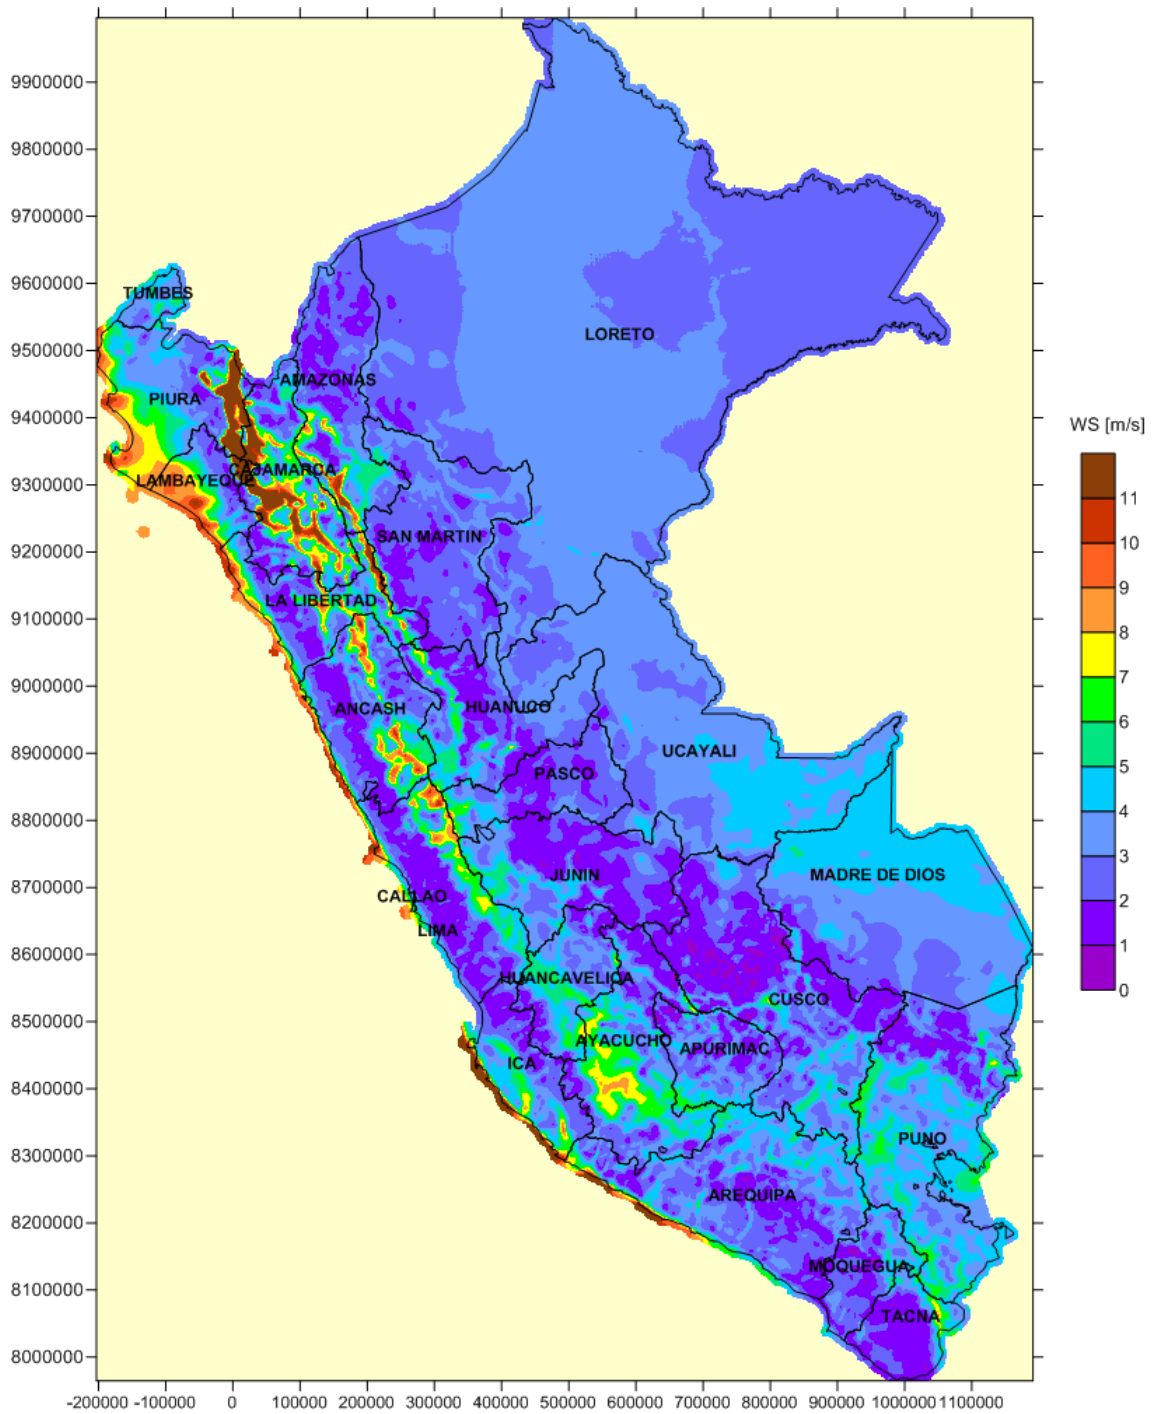 9900000
9800000
9700000
9600000
9500000
9400000
9300000
9200000
9100000
9000000
8900000
8800000
8700000
8600000
8500000
8400000
8300000
8200000
8100000
8000000
TUMBES
LORETO
AMAZONAS
PIURA
CAJAMARCA
LAMBAYEQUE
SAN MARTIN
LA LIBERTAD
ANCASH
HUANUCO
UCAYALI
PASCO
JUNIN
MADRE DE DIOS
CALLAO
LIMA
HUANCAVELICA
CUSCO
AYACUCHO
APURIMAC
ICA
PUNO
AREQUIPA
MOQUEGUA
TACNA
WS [m/s]
11
10
9
8
7
6
5
4
3
2
1
0
-200000 -100000 0 100000 200000 300000 400000 500000 600000 700000 800000 900000 1000000 1100000